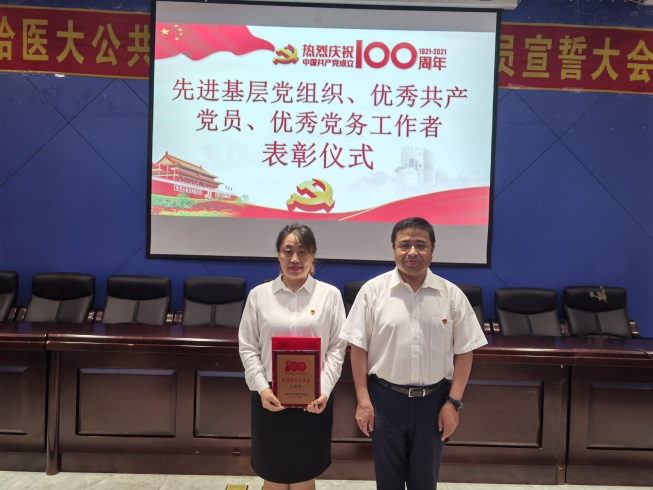 哈医大公共
员宣誓大会
热烈庆祝
中国共产党成立
100
1921-2021
周年
先进基层党组织、优秀共产
党员、优秀党务工作者
表彰仪式
100